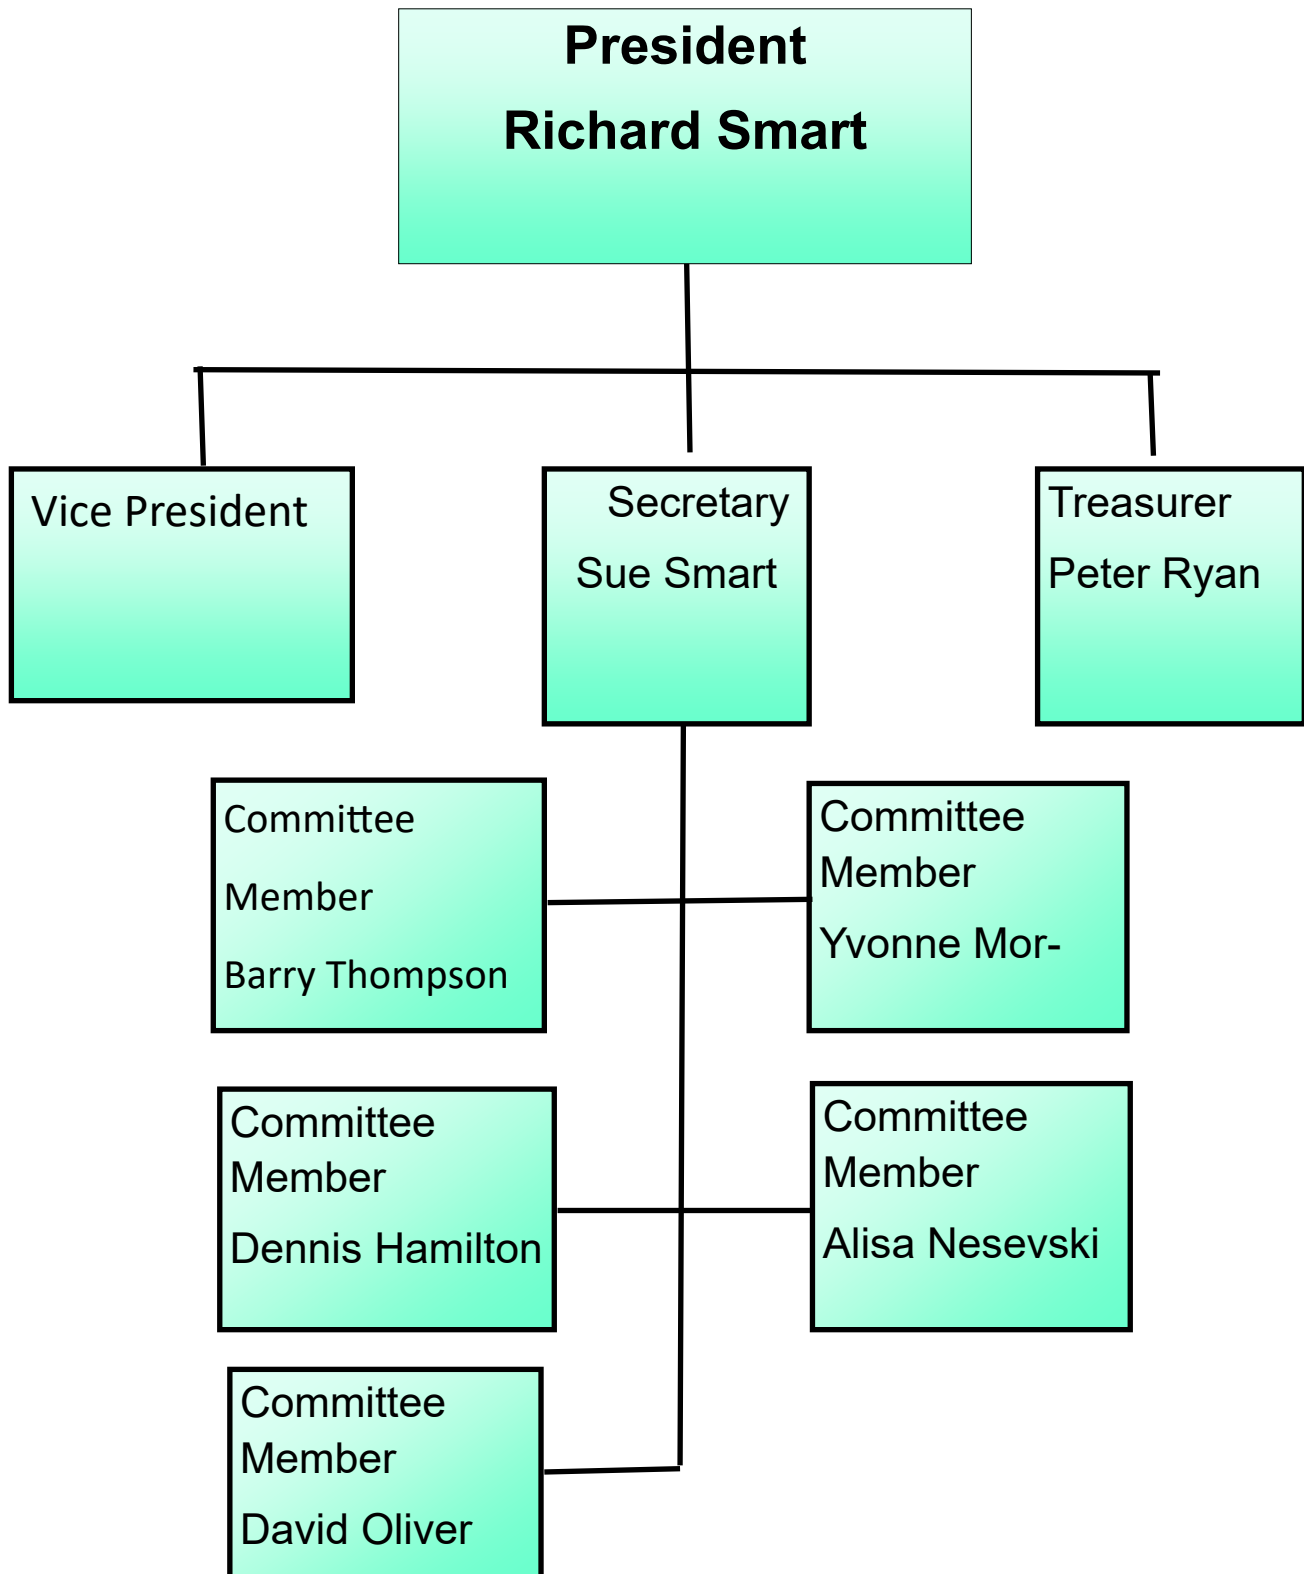 President
Richard Smart
Vice President
Secretary
Sue Smart
Treasurer
Peter Ryan
Committee
Member
Barry Thompson
Committee
Member
Yvonne Mor-
Committee
Member
Dennis Hamilton
Committee
Member
Alisa Nesevski
Committee
Member
David Oliver